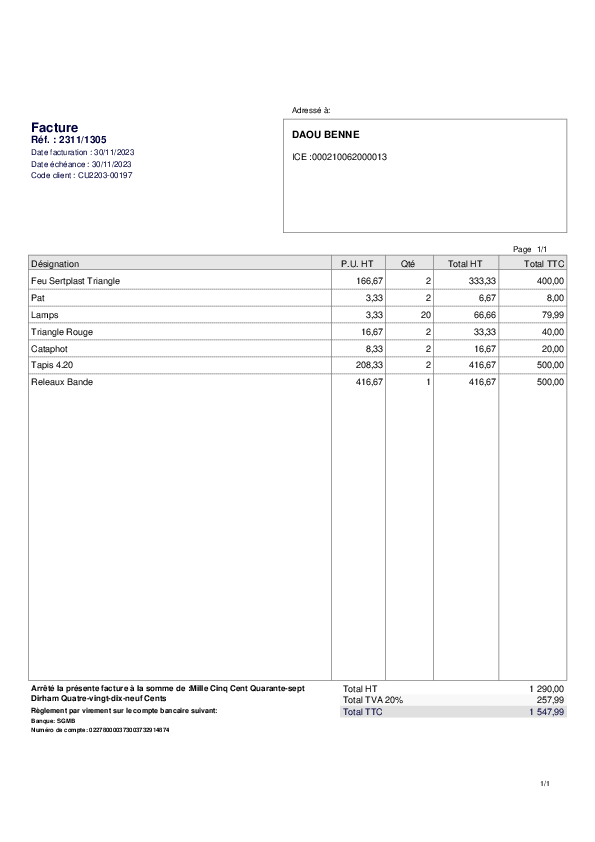 Adressé à:
Facture
Réf. : 2311/1305
Date facturation : 30/11/2023
Date échéance : 30/11/2023
Code client : CU2203-00197
DAOU BENNE
ICE :000210062000013
Page 1/1
Désignation P.U. HT Qté Total HT Total TTC
Feu Sertplast Triangle 166,67 2 333,33 400,00
Pat 3,33 2 6,67 8,00
Lamps 3,33 20 66,66 79,99
Triangle Rouge 16,67 2 33,33 40,00
Cataphot 8,33 2 16,67 20,00
Tapis 4.20 208,33 2 416,67 500,00
Releaux Bande 416,67 1 416,67 500,00
Arrêté la présente facture à la somme de :Mille Cinq Cent Quarante-sept
Dirham Quatre-vingt-dix-neuf Cents
Règlement par virement sur le compte bancaire suivant:
Banque: SGMB
Numéro de compte: 022780000373003732914874
Total HT 1 290,00
Total TVA 20% 257,99
Total TTC 1 547,99
1/1